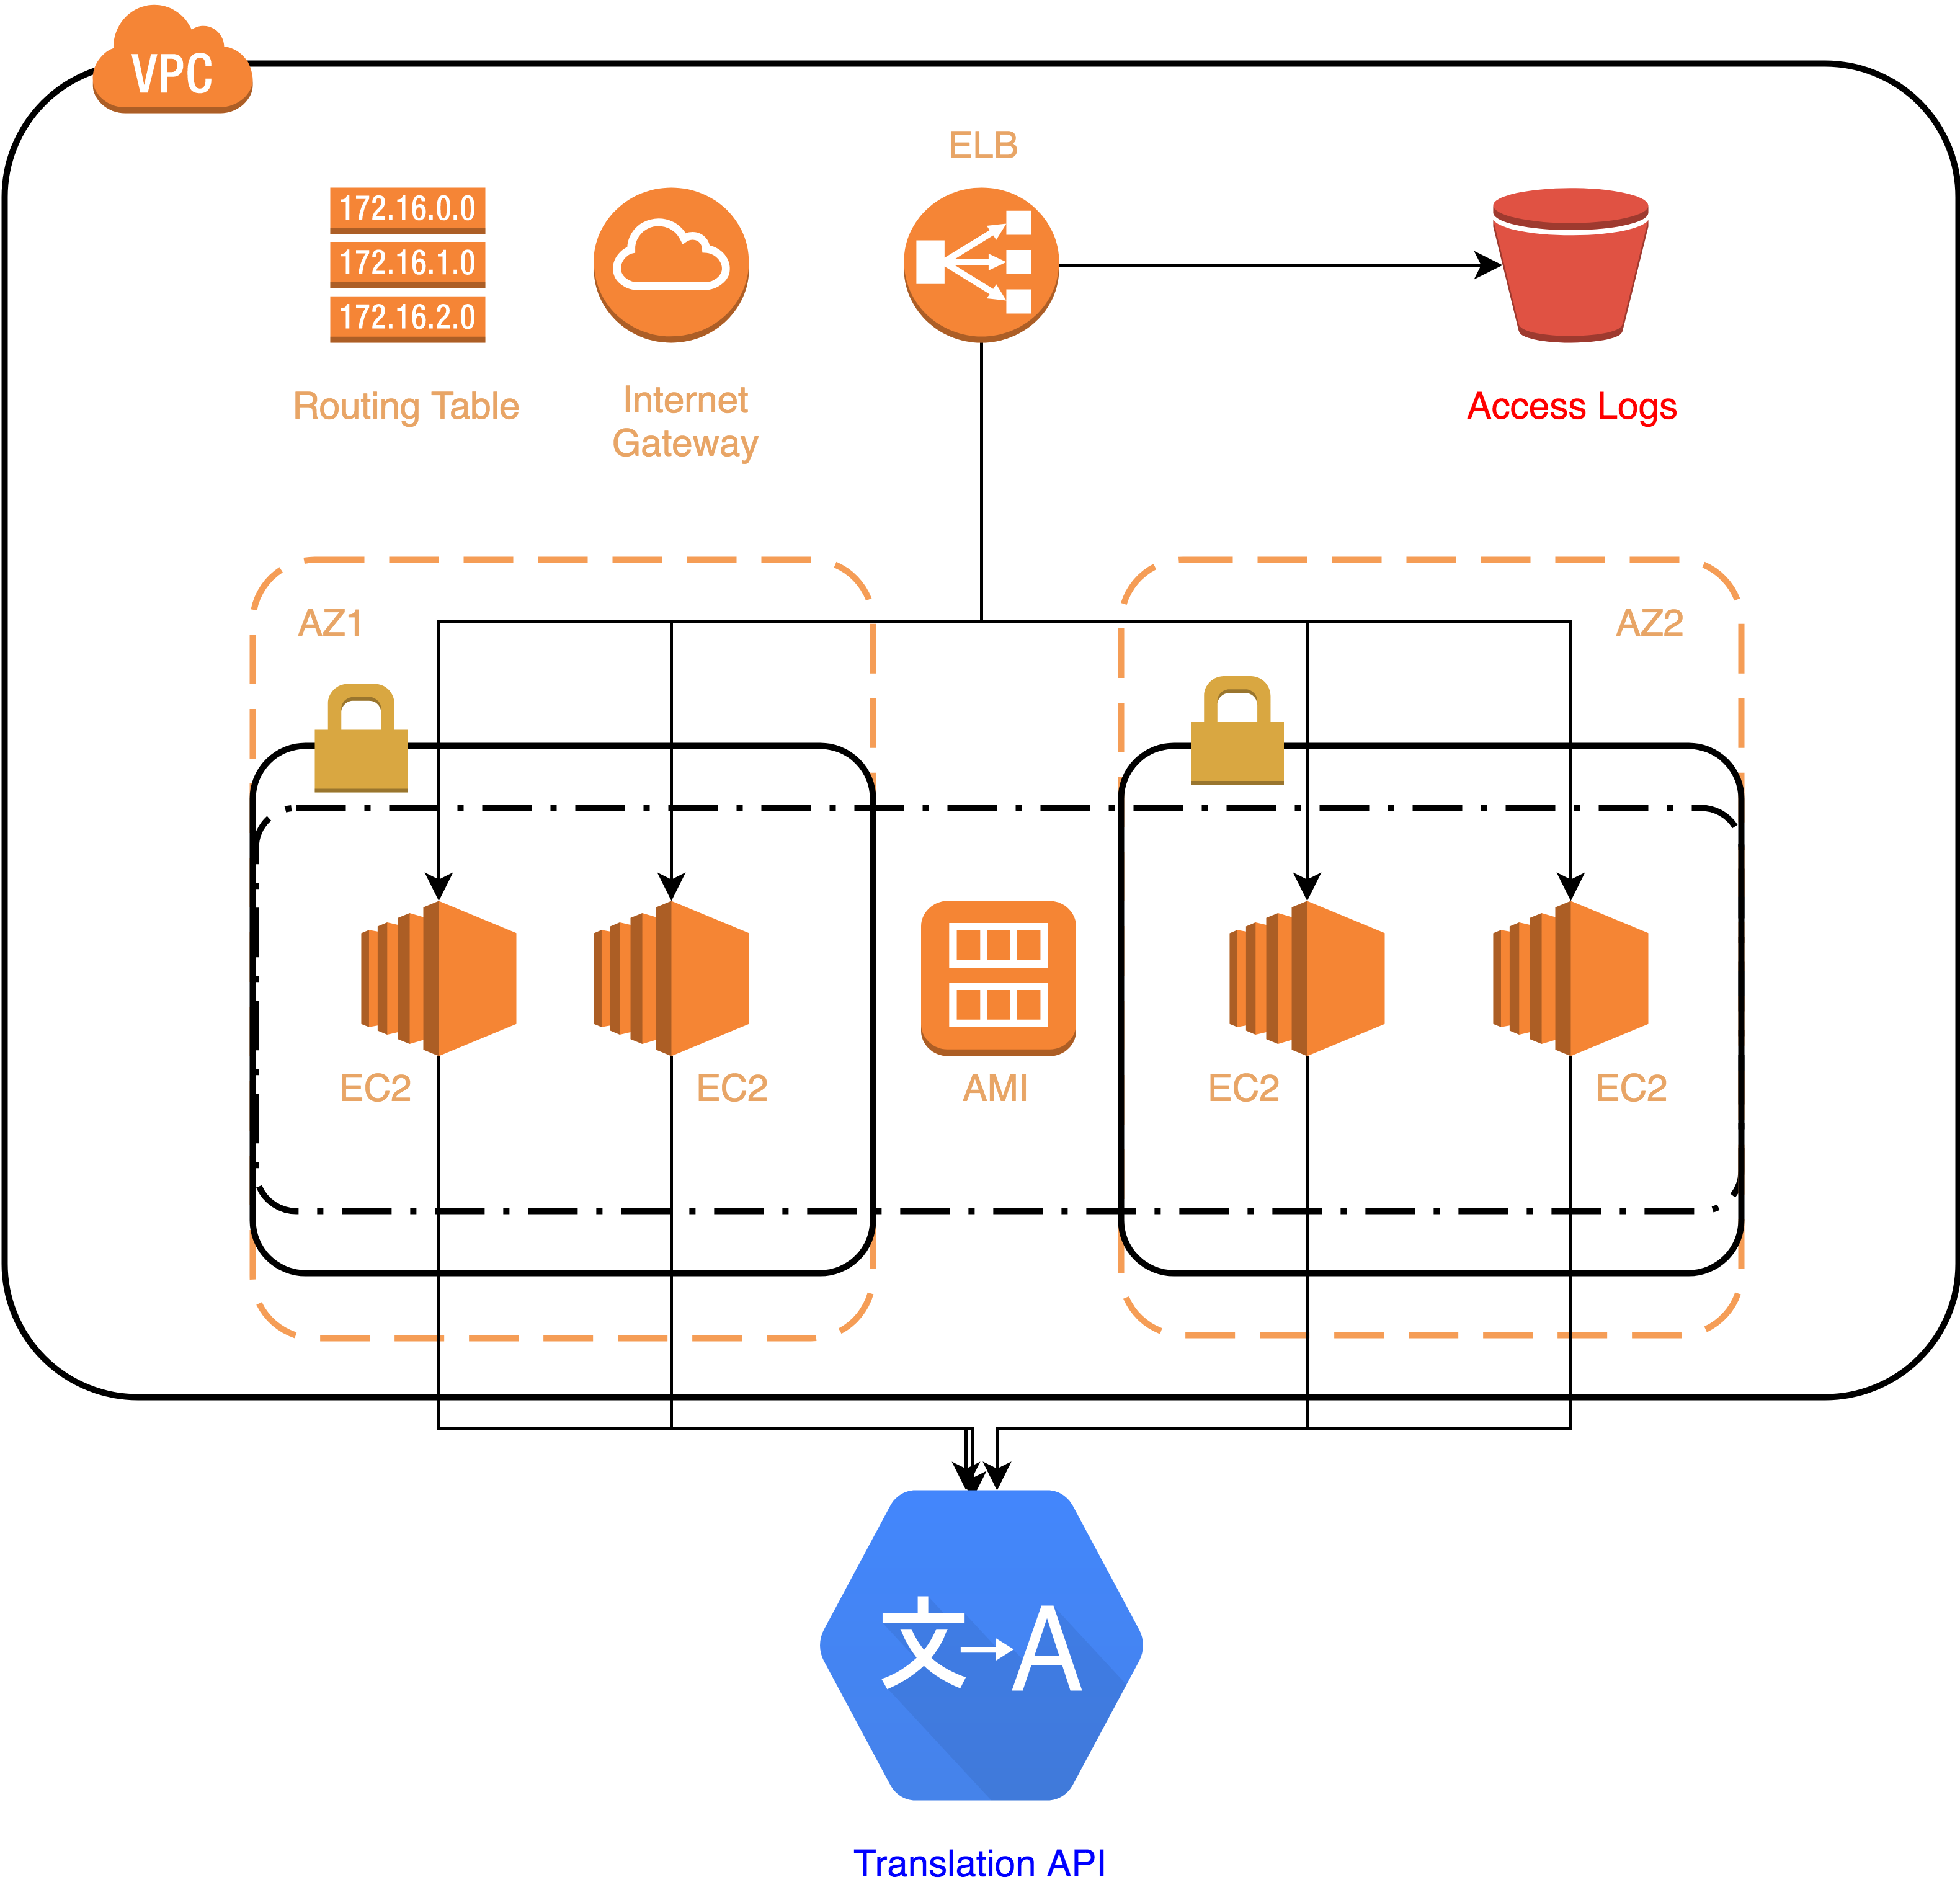 VPC
ELB
172.16.0.0
172.16.1.0
172.16.2.0
Routing Table
Internet
Gateway
Access Logs
AZ1
AZ2
EC2
EC2
AMI
EC2
EC2
文
A
Translation API